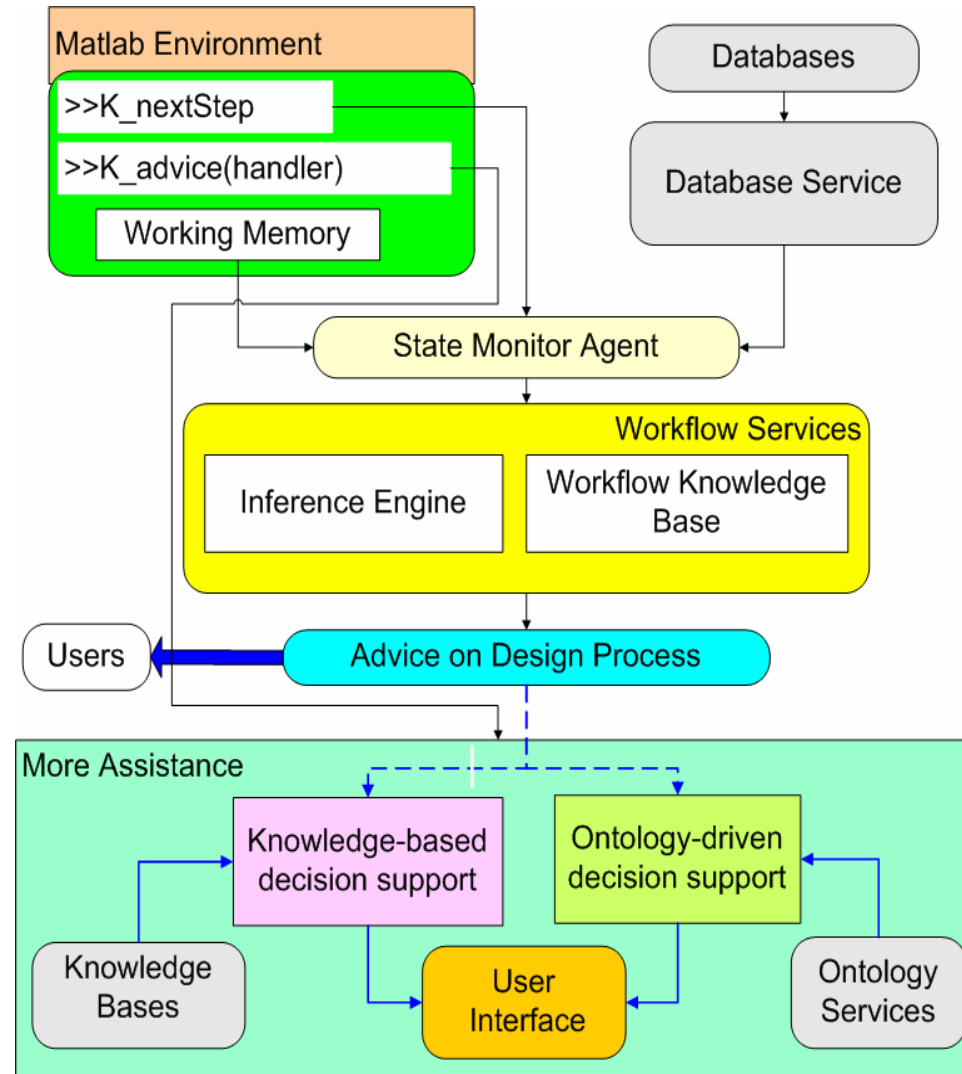 Matlab Environment
>>K_nextStep
>>K_advice(handler)
Working Memory
Databases
Database Service
State Monitor Agent
Workflow Services
Inference Engine
Workflow Knowledge
Base
Users
Advice on Design Process
More Assistance
Knowledge-based
decision support
Ontology-driven
decision support
Knowledge
Bases
User
Interface
Ontology
Services